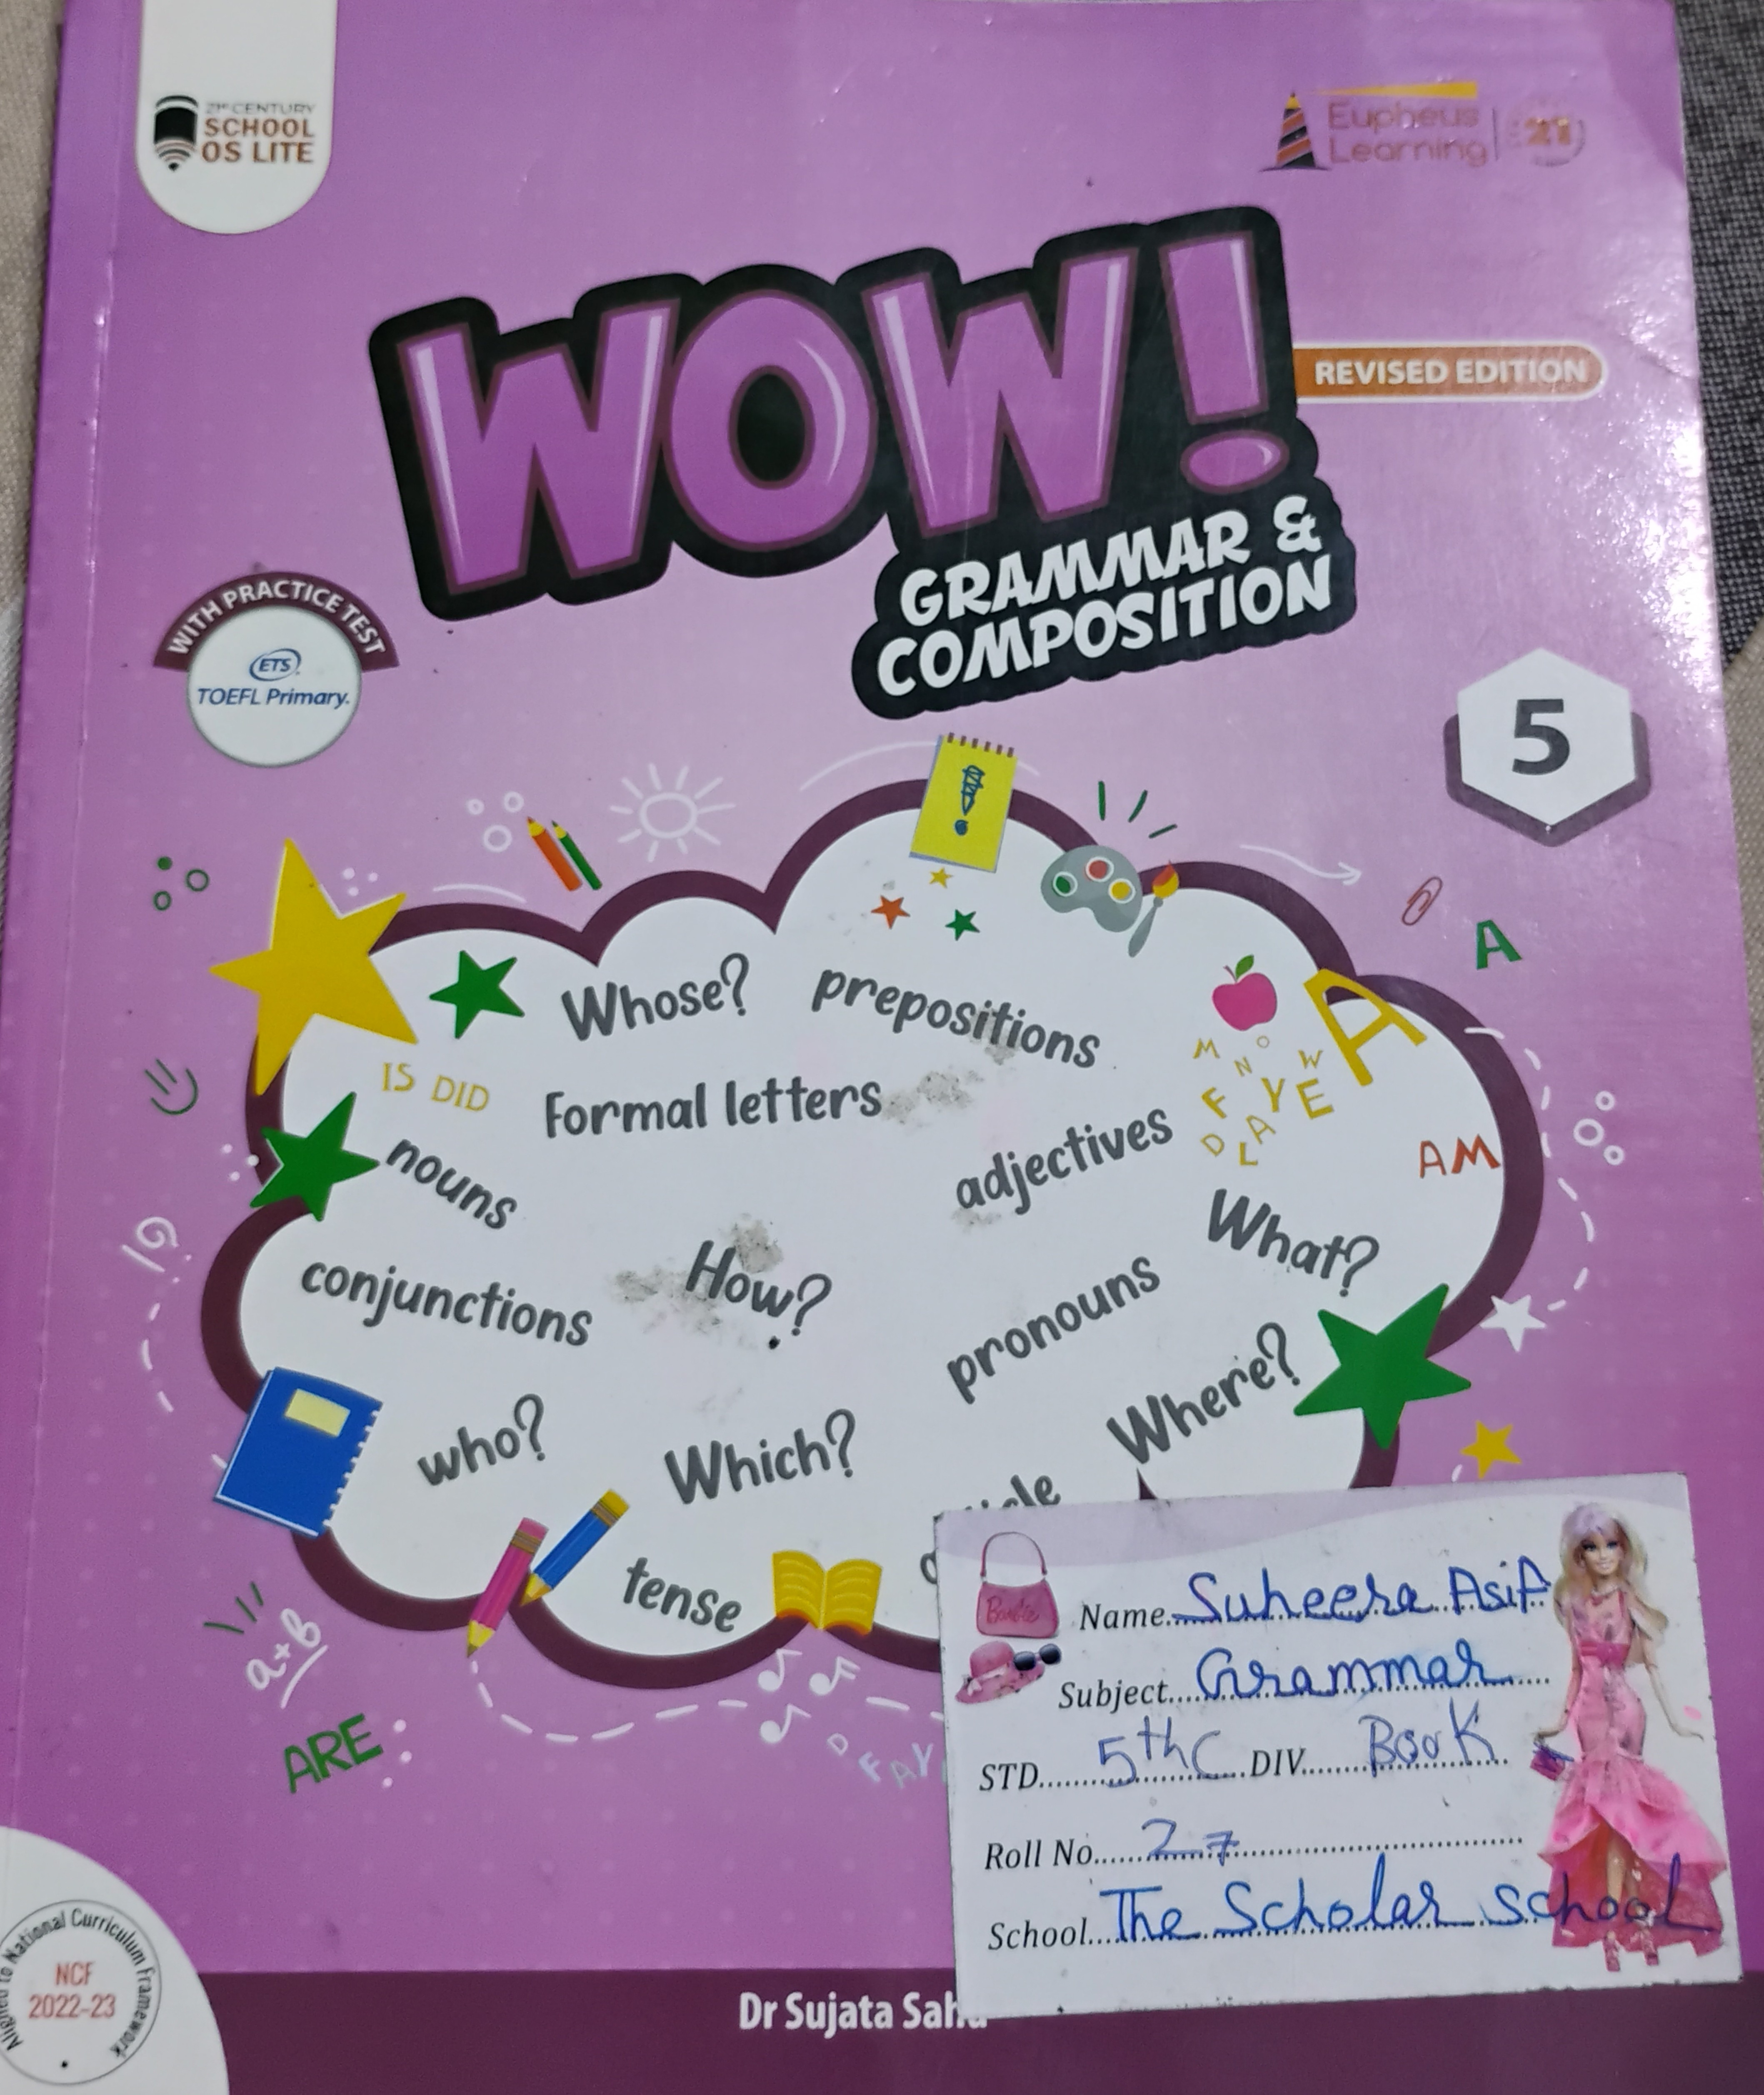 21st CENTURY
SCHOOL
OS LITE
Eupheus
Learning
21
WOW!
REVISED EDITION
GRAMMAR &
COMPOSITION
WITH PRACTICE TEST
ETS
TOEFL Primary.
5
A
Whose?
prepositions
A
IS DID
Formal letters
M N O W
F Y E
D L A
nouns
adjectives
AM
What?
conjunctions
How?
pronouns
Where?
who?
Which?
tense
a+b
ARE
D F A Y
Barbie
Name Suheera Asif
Subject Grammar
STD 5th C DIV Book
Roll No 27
School The Scholar school
Aligned to National Curriculum Framework
NCF
2022-23
Dr Sujata